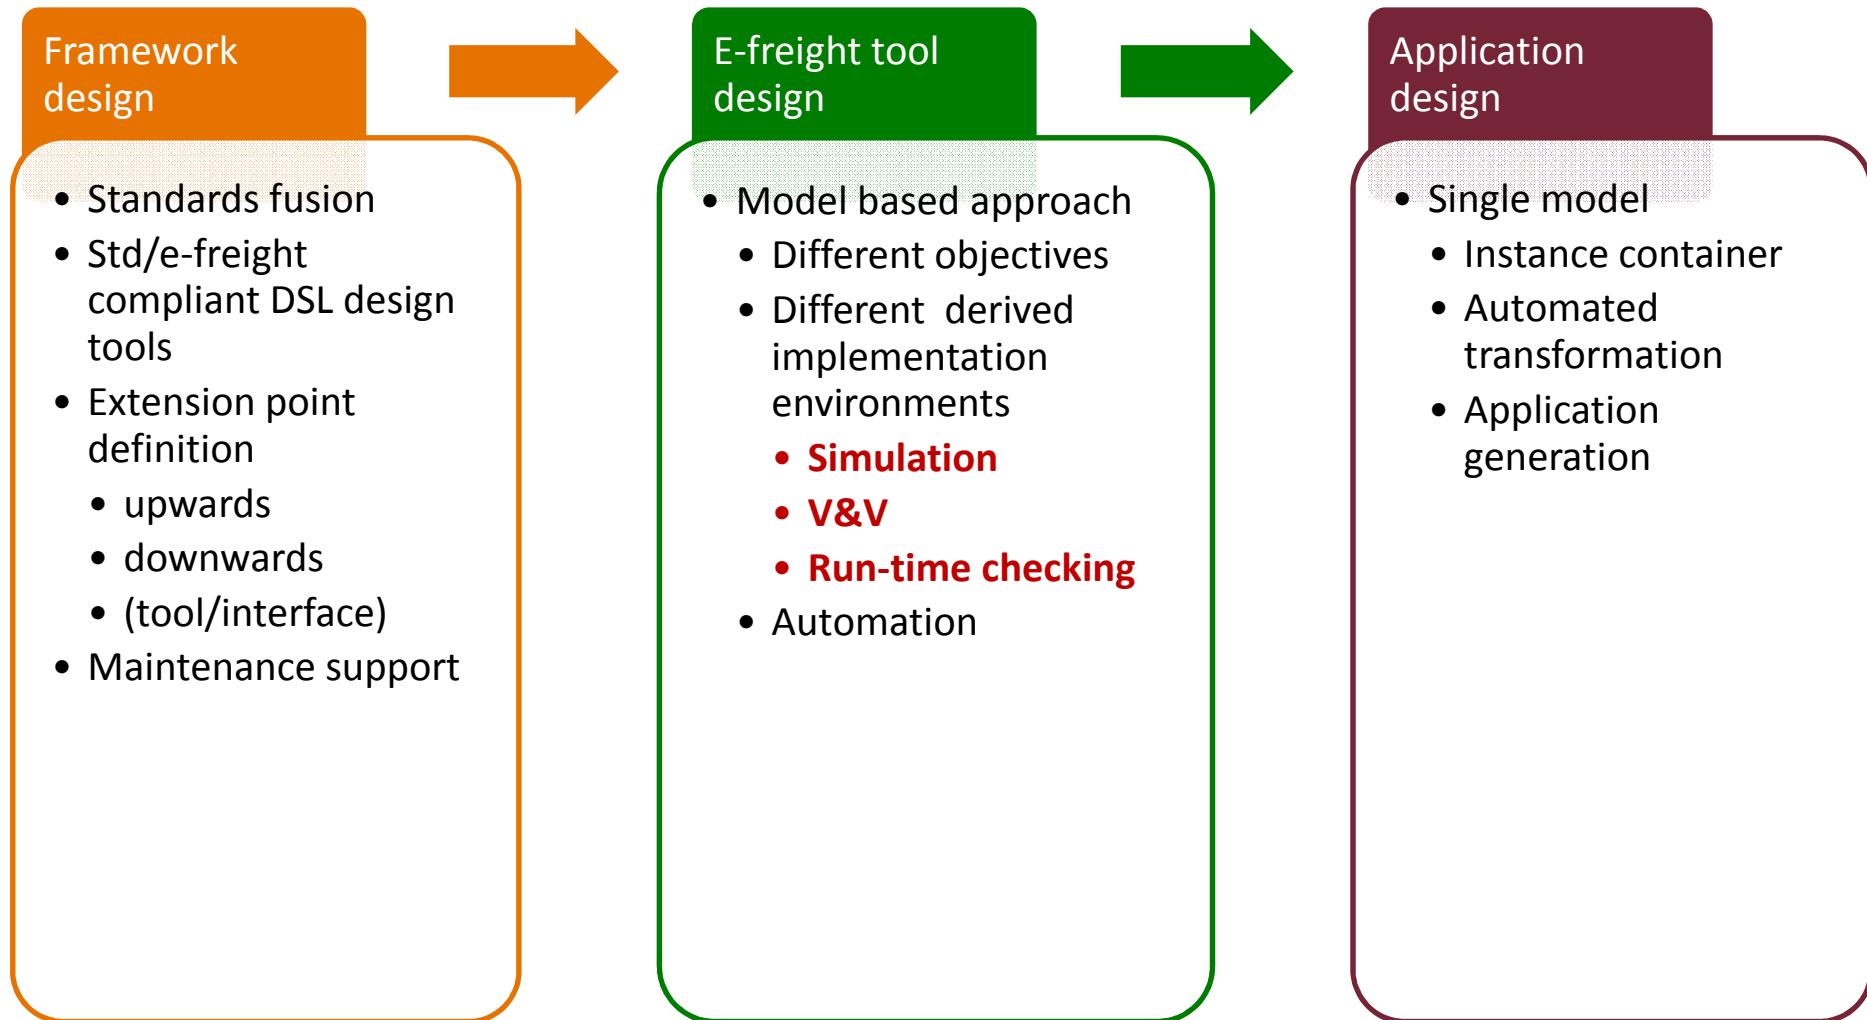 Framework
design
• Standards fusion
• Std/e-freight
compliant DSL design
tools
• Extension point
definition
• upwards
• downwards
• (tool/interface)
• Maintenance support
E-freight tool
design
• Model based approach
• Different objectives
• Different derived
implementation
environments
• Simulation
• V&V
• Run-time checking
• Automation
Application
design
• Single model
• Instance container
• Automated
transformation
• Application
generation